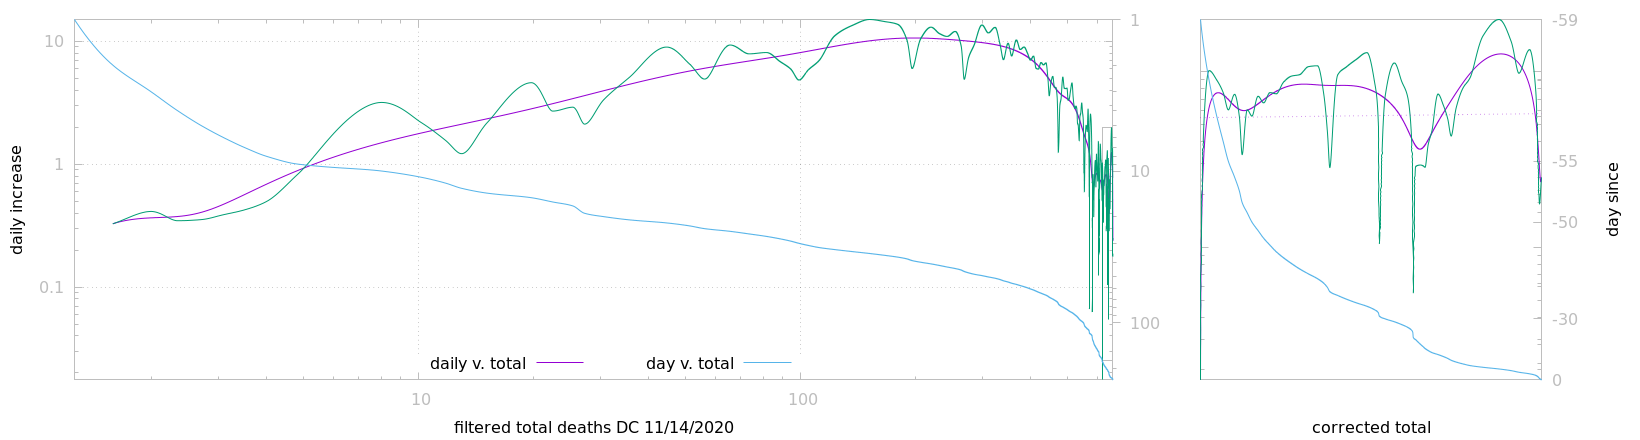 10
1
0.1
daily increase
daily v. total
day v. total
10
100
filtered total deaths DC 11/14/2020
1
10
100
-59
-55
-50
-30
0
day since
corrected total